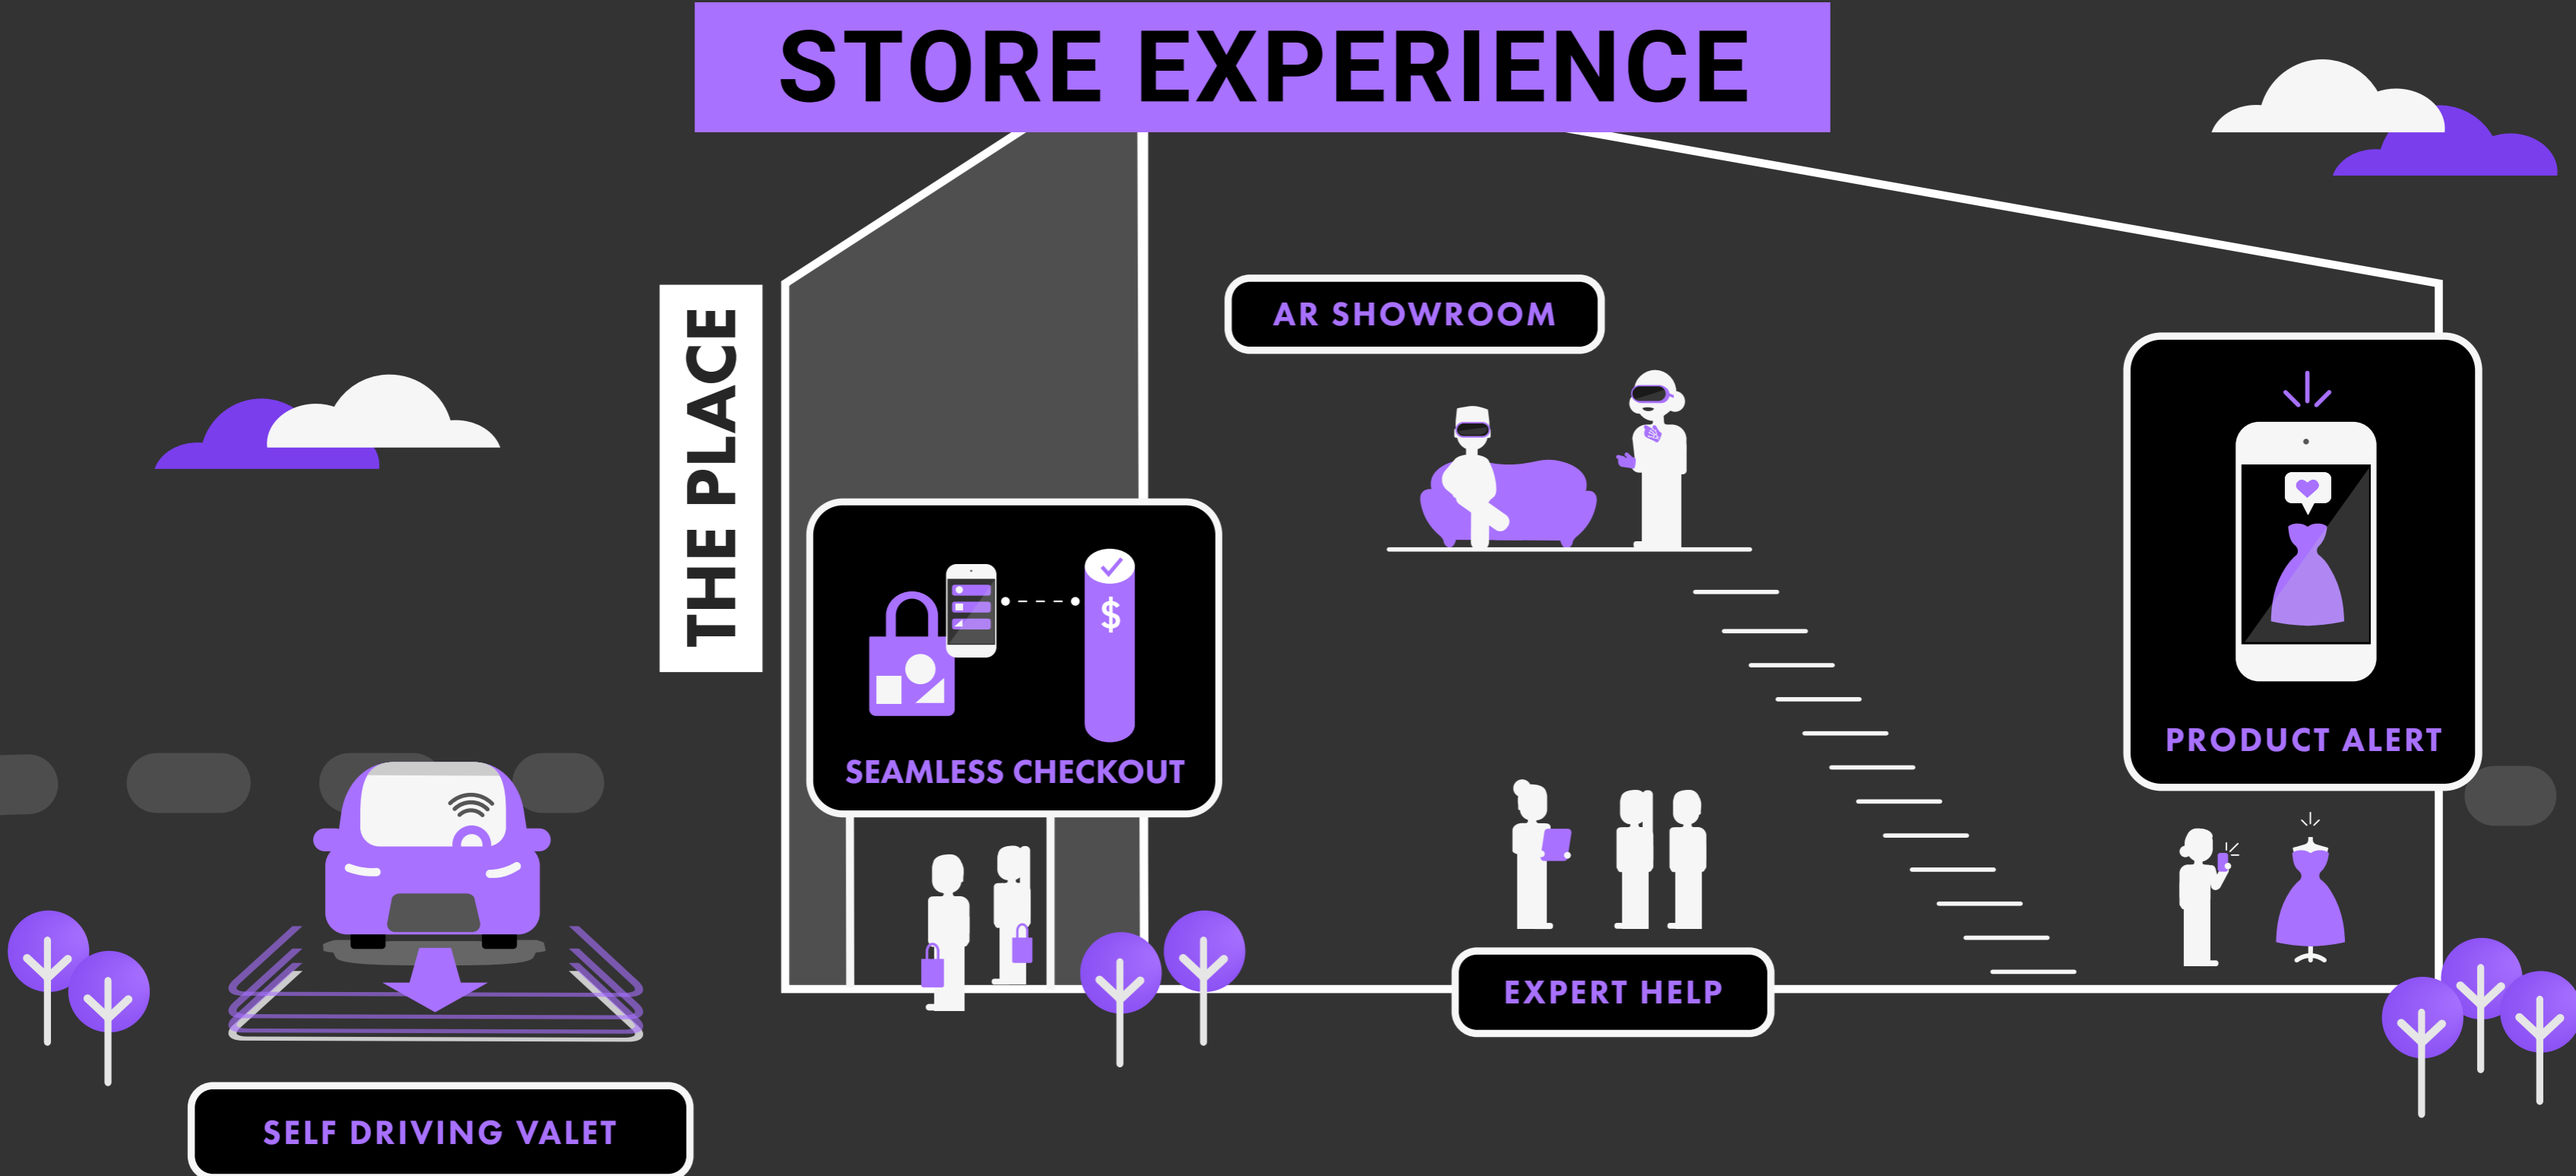 STORE EXPERIENCE
THE PLACE
AR SHOWROOM
$
SEAMLESS CHECKOUT
PRODUCT ALERT
EXPERT HELP
SELF DRIVING VALET